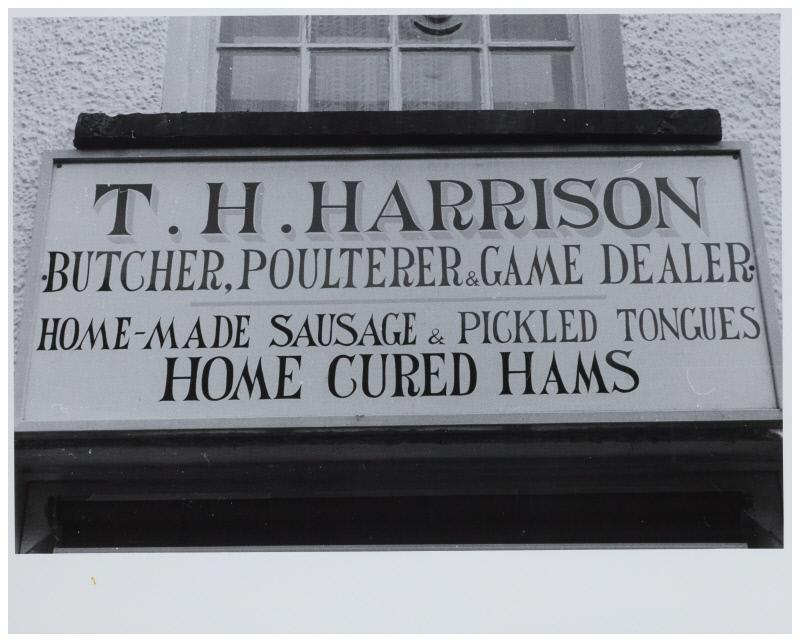 T. H. HARRISON
·BUTCHER, POULTERER & GAME DEALER·
HOME-MADE SAUSAGE & PICKLED TONGUES
HOME CURED HAMS